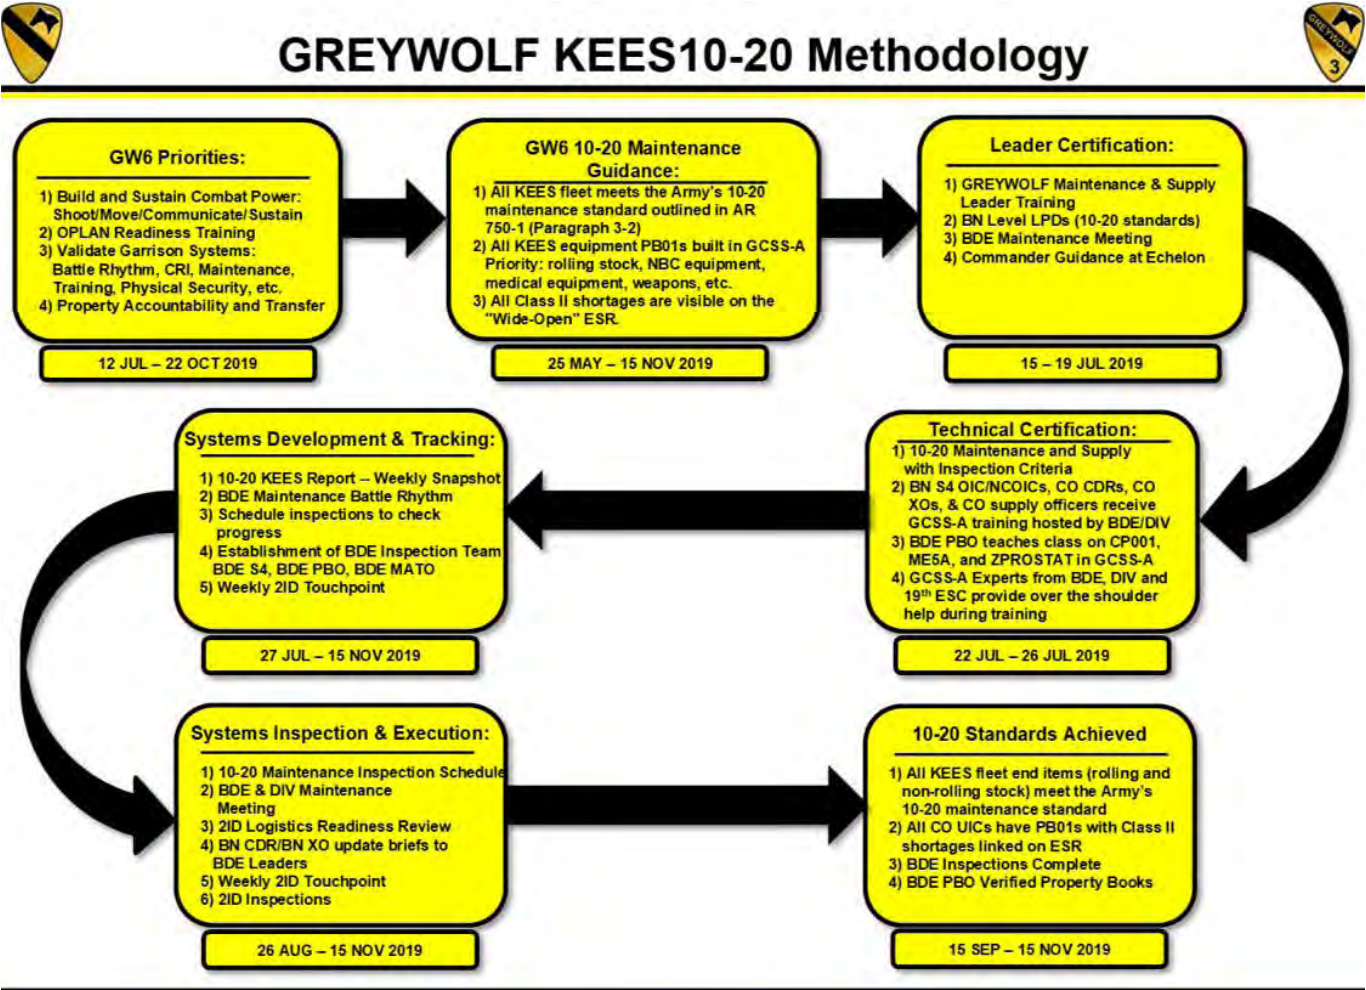 GREYWOLF KEES10-20 Methodology
GREYWOLF
3
GW6 Priorities:
1) Build and Sustain Combat Power:
Shoot/Move/Communicate/Sustain
2) OPLAN Readiness Training
3) Validate Garrison Systems:
Battle Rhythm, CRI, Maintenance,
Training, Physical Security, etc.
4) Property Accountability and Transfer
12 JUL – 22 OCT 2019
GW6 10-20 Maintenance
Guidance:
1) All KEES fleet meets the Army's 10-20
maintenance standard outlined in AR
750-1 (Paragraph 3-2)
2) All KEES equipment PB01s built in GCSS-A
Priority: rolling stock, NBC equipment,
medical equipment, weapons, etc.
3) All Class II shortages are visible on the
"Wide-Open" ESR.
25 MAY – 15 NOV 2019
Leader Certification:
1) GREYWOLF Maintenance & Supply
Leader Training
2) BN Level LPDs (10-20 standards)
3) BDE Maintenance Meeting
4) Commander Guidance at Echelon
15 – 19 JUL 2019
Technical Certification:
1) 10-20 Maintenance and Supply
with Inspection Criteria
2) BN S4 OIC/NCOICs, CO CDRs, CO
XOs, & CO supply officers receive
GCSS-A training hosted by BDE/DIV
3) BDE PBO teaches class on CP001,
ME5A, and ZPROSTAT in GCSS-A
4) GCSS-A Experts from BDE, DIV and
19th ESC provide over the shoulder
help during training
22 JUL – 26 JUL 2019
Systems Development & Tracking:
1) 10-20 KEES Report – Weekly Snapshot
2) BDE Maintenance Battle Rhythm
3) Schedule inspections to check
progress
4) Establishment of BDE Inspection Team
BDE S4, BDE PBO, BDE MATO
5) Weekly 2ID Touchpoint
27 JUL – 15 NOV 2019
Systems Inspection & Execution:
1) 10-20 Maintenance Inspection Schedule
2) BDE & DIV Maintenance
Meeting
3) 2ID Logistics Readiness Review
4) BN CDR/BN XO update briefs to
BDE Leaders
5) Weekly 2ID Touchpoint
6) 2ID Inspections
26 AUG – 15 NOV 2019
10-20 Standards Achieved
1) All KEES fleet end items (rolling and
non-rolling stock) meet the Army's
10-20 maintenance standard
2) All CO UICs have PB01s with Class II
shortages linked on ESR
3) BDE Inspections Complete
4) BDE PBO Verified Property Books
15 SEP – 15 NOV 2019